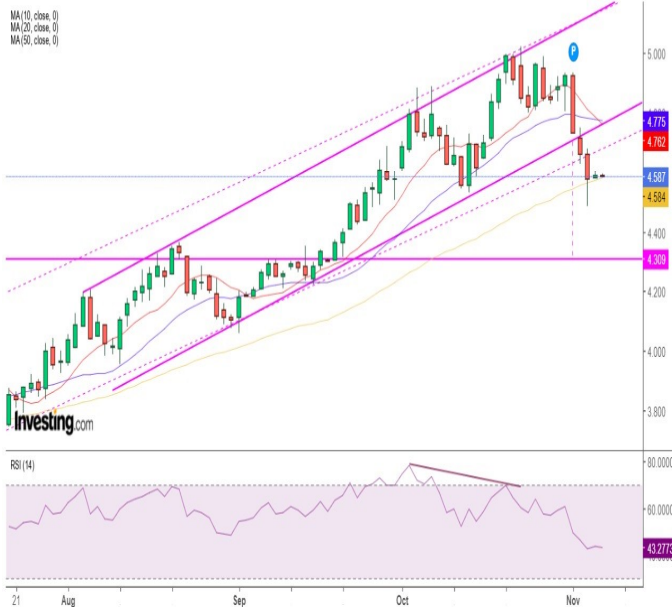 MA (10, close, 0)
MA (20, close, 0)
MA (50, close, 0)
P
5.000
4.775
4.762
4.587
4.584
4.400
4.309
4.200
4.000
3.800
Investing.com
RSI (14)
80.0000
60.0000
43.2773
21 Aug Sep Oct Nov